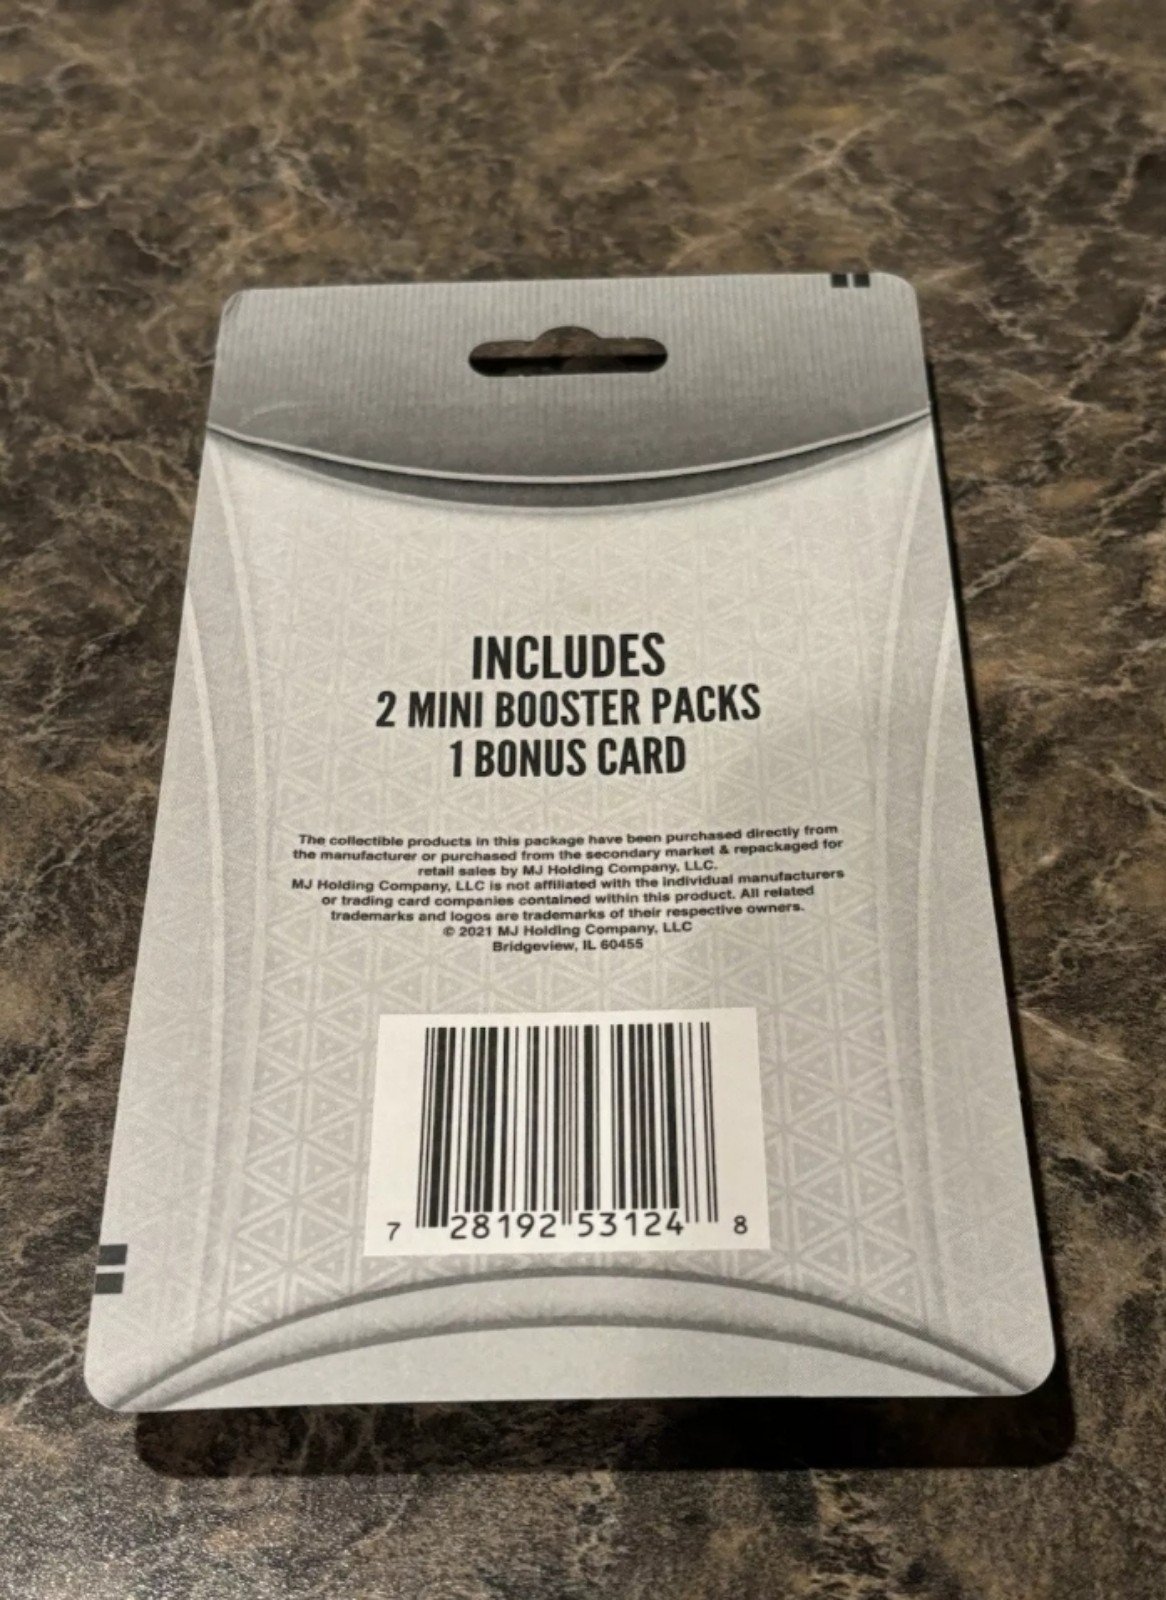 INCLUDES
2 MINI BOOSTER PACKS
1 BONUS CARD
The collectible products in this package have been purchased directly from
the manufacturer or purchased from the secondary market & repackaged for
retail sales by MJ Holding Company, LLC.
MJ Holding Company, LLC is not affiliated with the individual manufacturers
or trading card companies contained within this product. All related
trademarks and logos are trademarks of their respective owners.
© 2021 MJ Holding Company, LLC
Bridgeview, IL 60455
7 28192 53124 8